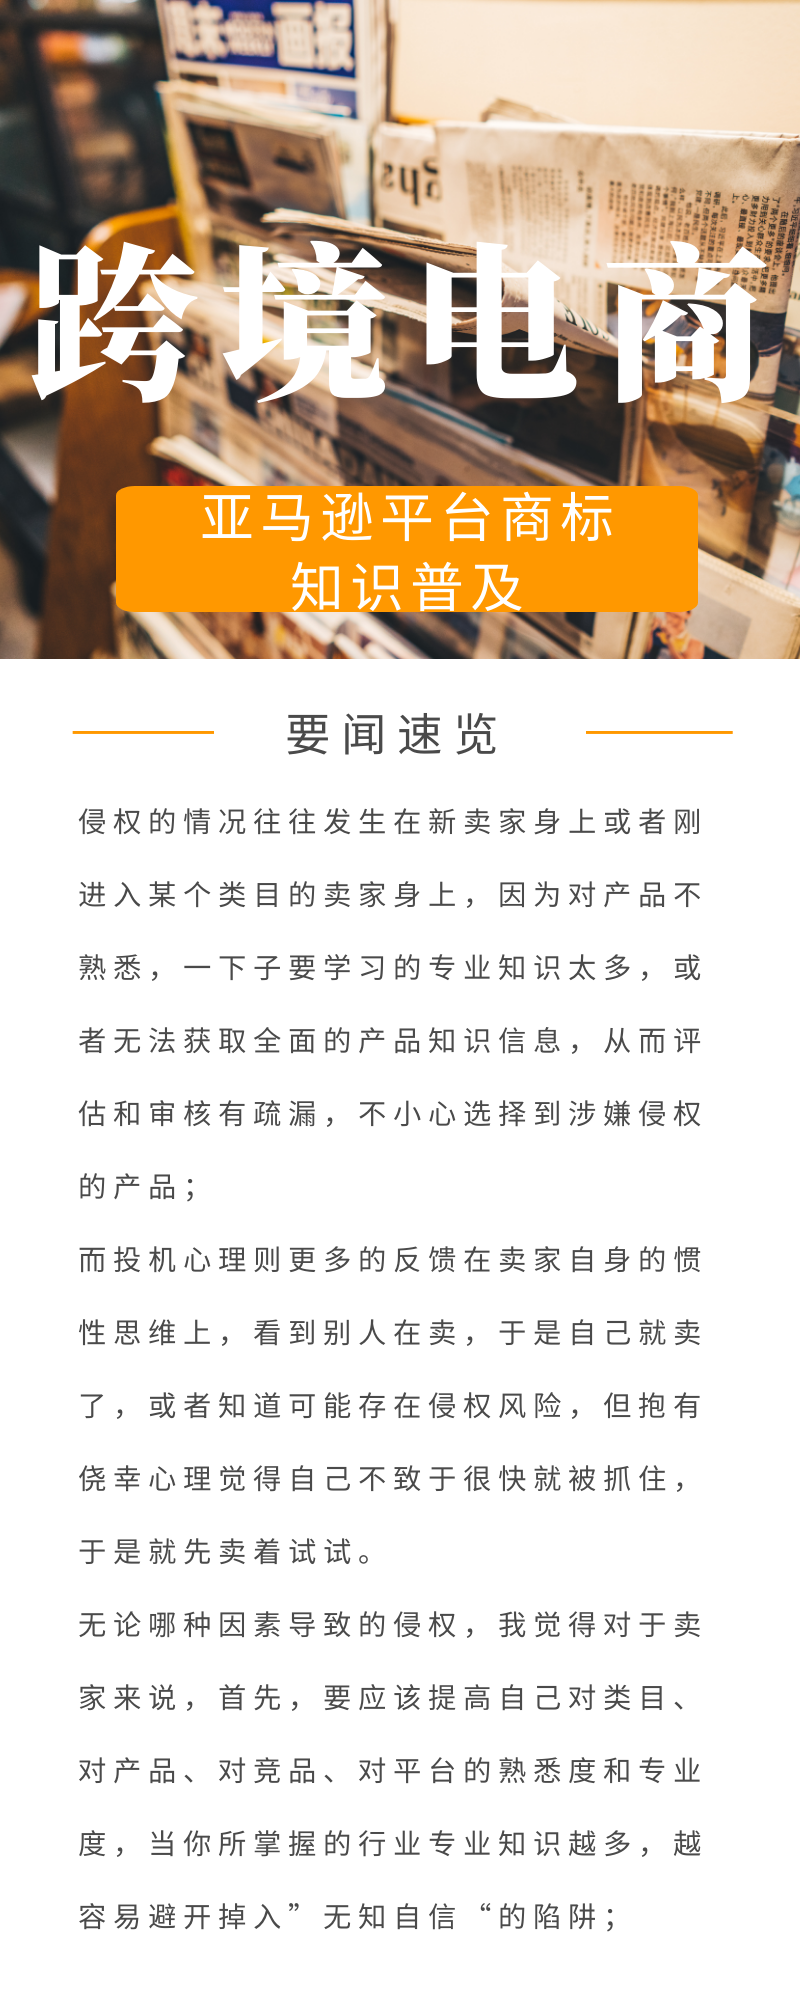 周末 画报
跨境电商
亚马逊平台商标
知识普及
要闻速览
侵权的情况往往发生在新卖家身上或者刚
进入某个类目的卖家身上，因为对产品不
熟悉，一下子要学习的专业知识太多，或
者无法获取全面的产品知识信息，从而评
估和审核有疏漏，不小心选择到涉嫌侵权
的产品；
而投机心理则更多的反馈在卖家自身的惯
性思维上，看到别人在卖，于是自己就卖
了，或者知道可能存在侵权风险，但抱有
侥幸心理觉得自己不致于很快就被抓住，
于是就先卖着试试。
无论哪种因素导致的侵权，我觉得对于卖
家来说，首先，要应该提高自己对类目、
对产品、对竞品、对平台的熟悉度和专业
度，当你所掌握的行业专业知识越多，越
容易避开掉入”无知自信“的陷阱；